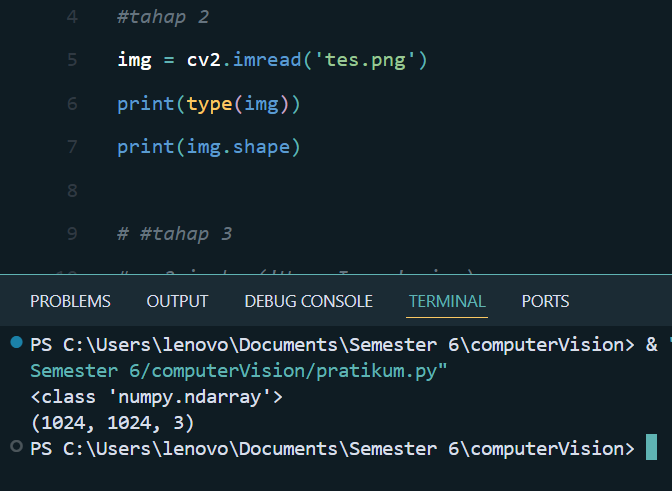 4 #tahap 2
5 img = cv2.imread('tes.png')
6 print(type(img))
7 print(img.shape)
8
9 # #tahap 3
PROBLEMS OUTPUT DEBUG CONSOLE TERMINAL PORTS
PS C:\Users\lenovo\Documents\Semester 6\computerVision> & "
Semester 6/computerVision/pratikum.py"
<class 'numpy.ndarray'>
(1024, 1024, 3)
PS C:\Users\lenovo\Documents\Semester 6\computerVision>